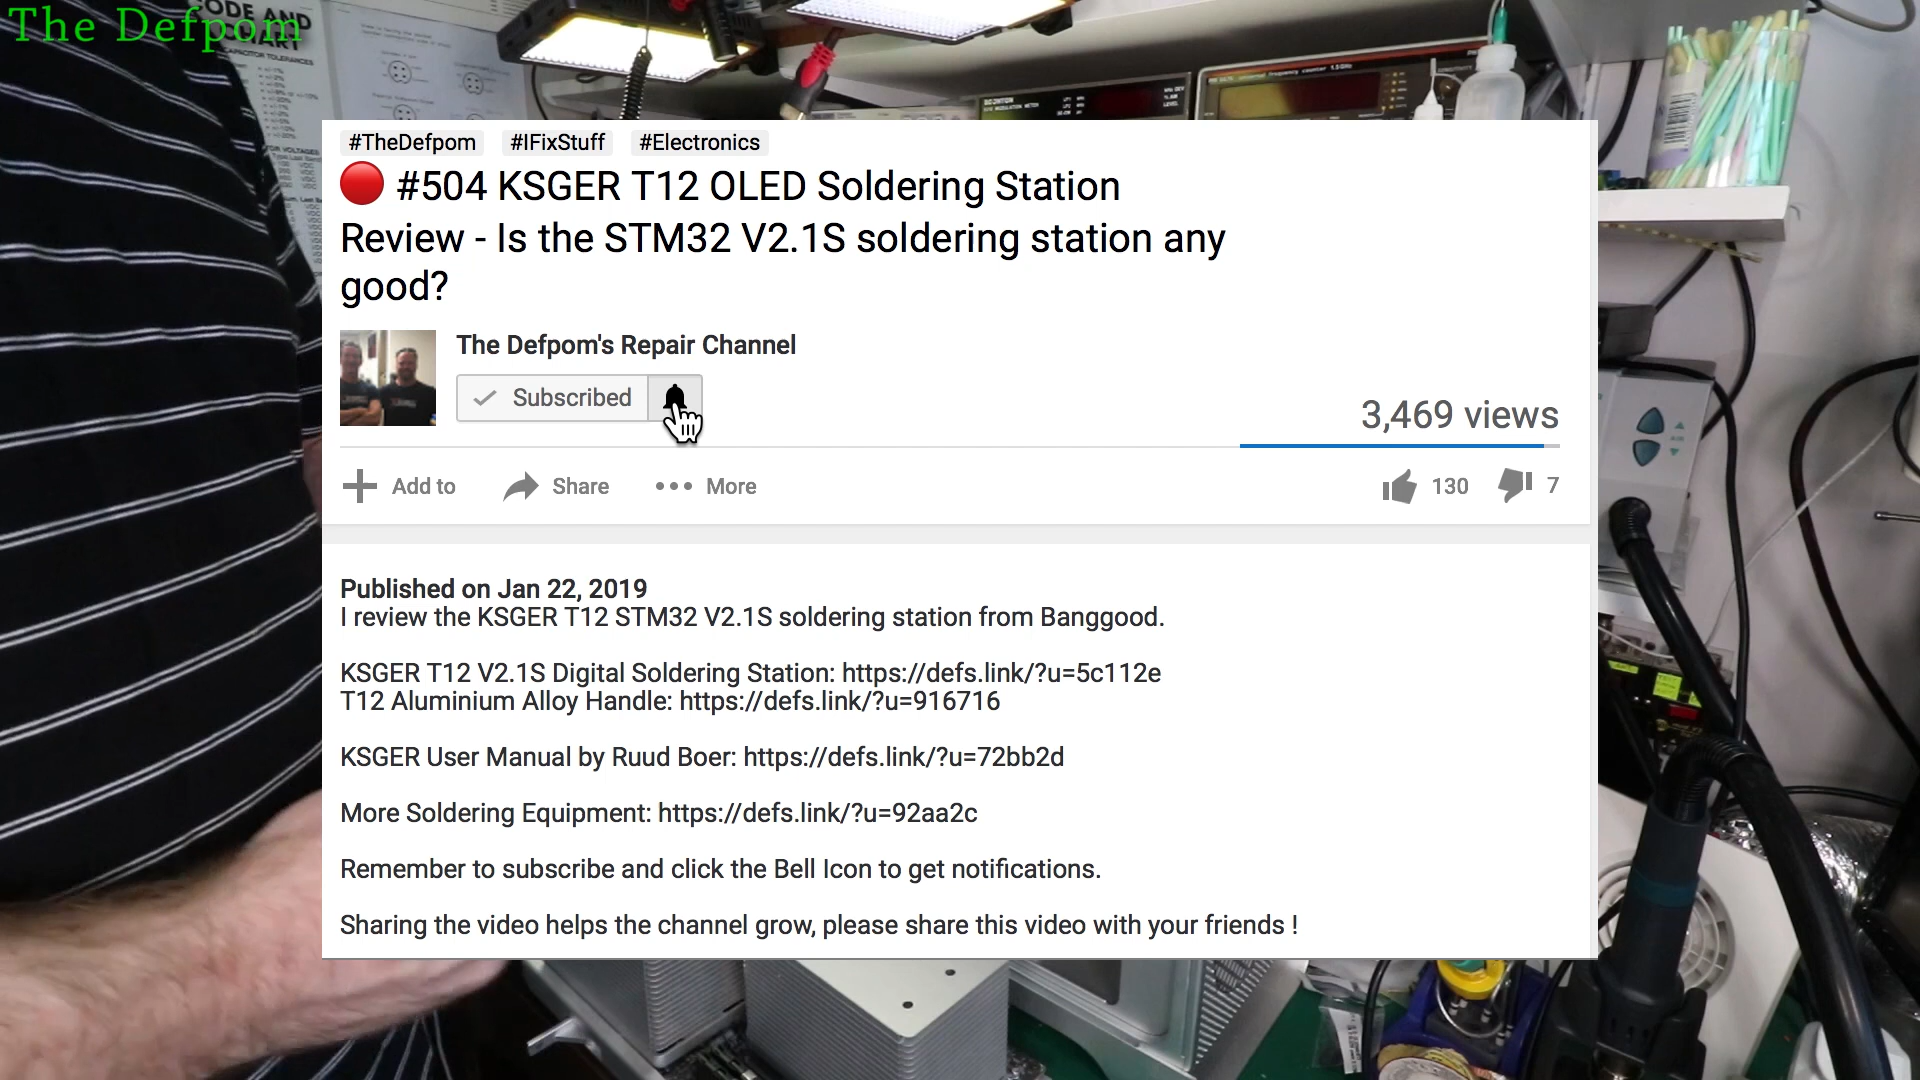 The Defpom
CODE AND
CHART
CAPACITOR TOLERANCES
#TheDefpom #IFixStuff #Electronics
#504 KSGER T12 OLED Soldering Station
Review - Is the STM32 V2.1S soldering station any
good?
The Defpom's Repair Channel
Subscribed
3,469 views
Add to Share More
130 7
Published on Jan 22, 2019
I review the KSGER T12 STM32 V2.1S soldering station from Banggood.
KSGER T12 V2.1S Digital Soldering Station: https://defs.link/?u=5c112e
T12 Aluminium Alloy Handle: https://defs.link/?u=916716
KSGER User Manual by Ruud Boer: https://defs.link/?u=72bb2d
More Soldering Equipment: https://defs.link/?u=92aa2c
Remember to subscribe and click the Bell Icon to get notifications.
Sharing the video helps the channel grow, please share this video with your friends !